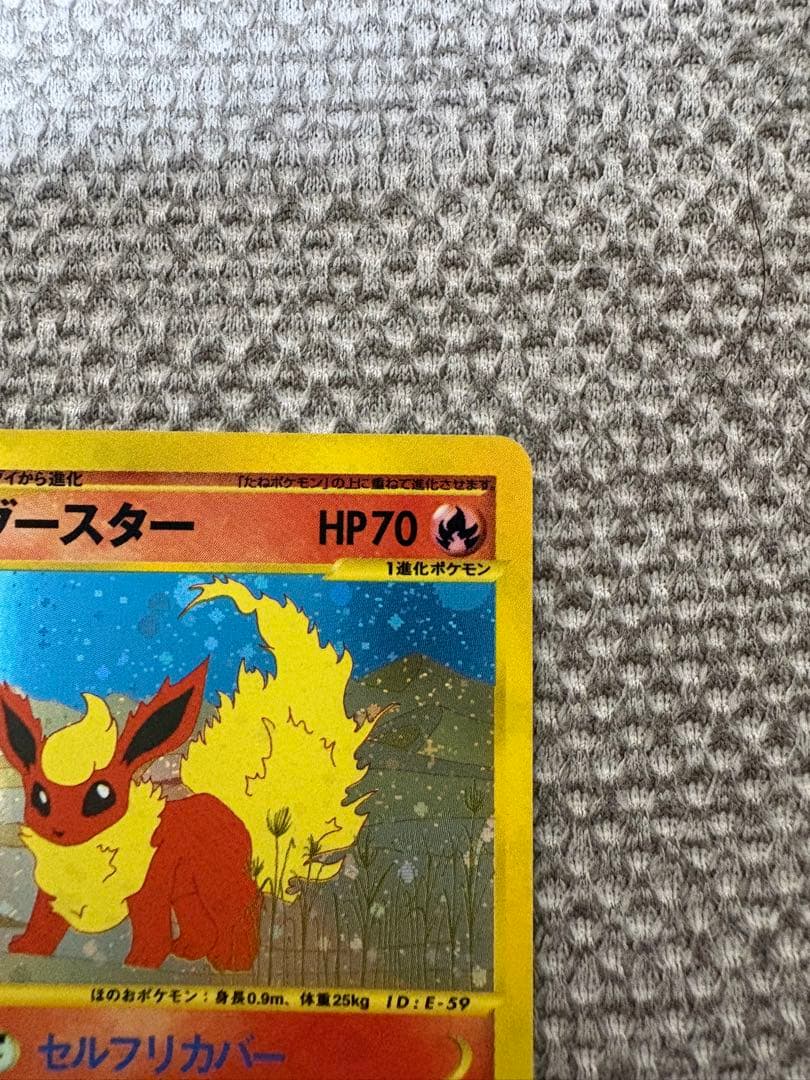 イから進化
「たねポケモン」の上に重ねて進化させます。
ブースター HP70
1進化ポケモン
ほのおポケモン：身長0.9m、体重25kg ID:E-59
セルフリカバー